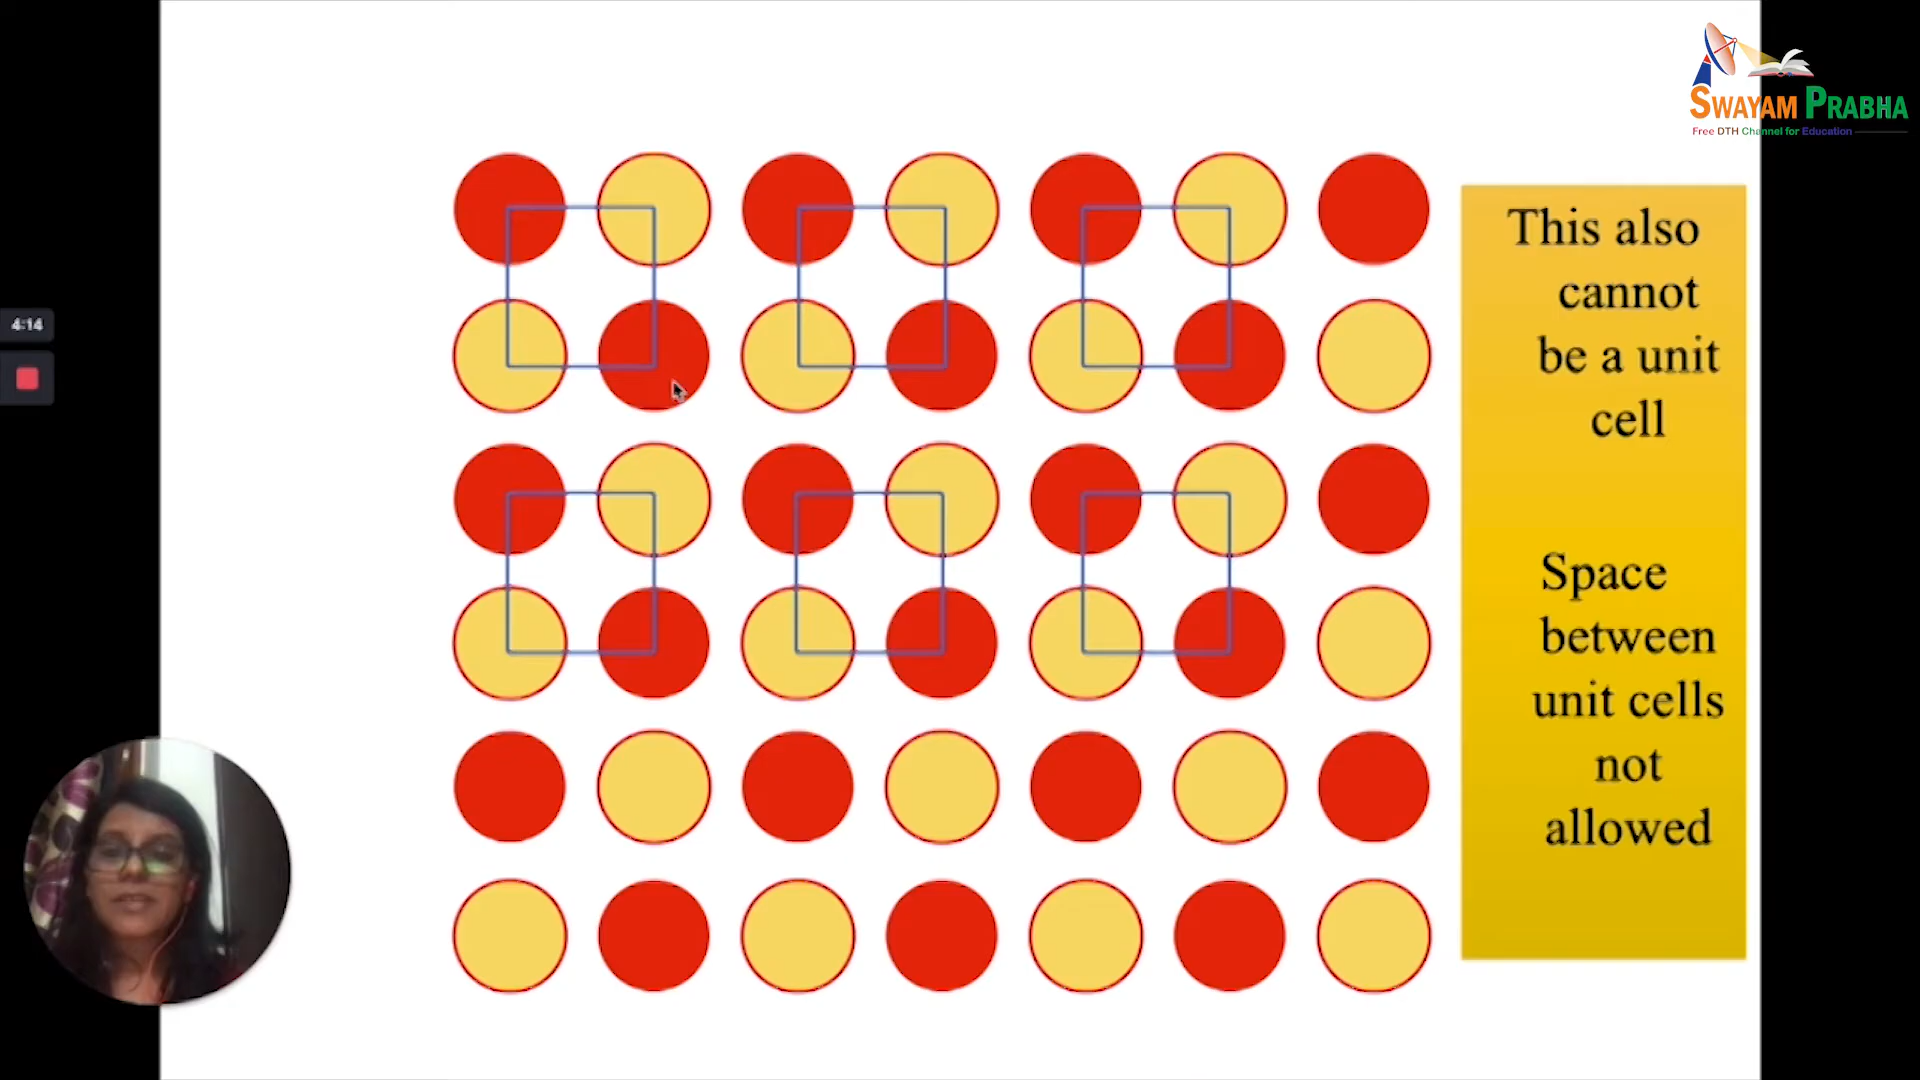 SWAYAM PRABHA
Free DTH Channel for Education
This also
cannot
be a unit
cell
Space
between
unit cells
not
allowed
4:14